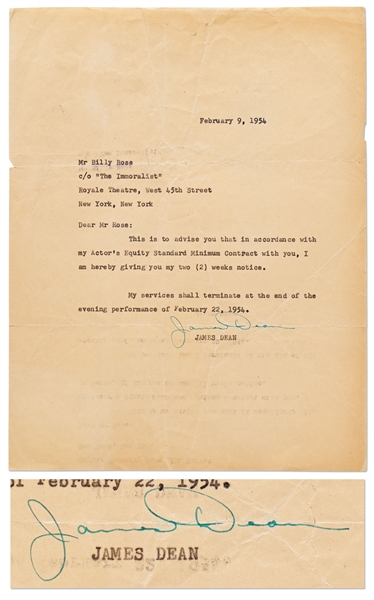 February 9, 1954
Mr Billy Rose
c/o "The Immoralist"
Royale Theatre, West 45th Street
New York, New York
Dear Mr Rose:
This is to advise you that in accordance with
my Actor's Equity Standard Minimum Contract with you, I
am hereby giving you my two (2) weeks notice.
My services shall terminate at the end of the
evening performance of February 22, 1954.
James Dean
JAMES DEAN
of February 22, 1954.
James Dean
JAMES DEAN